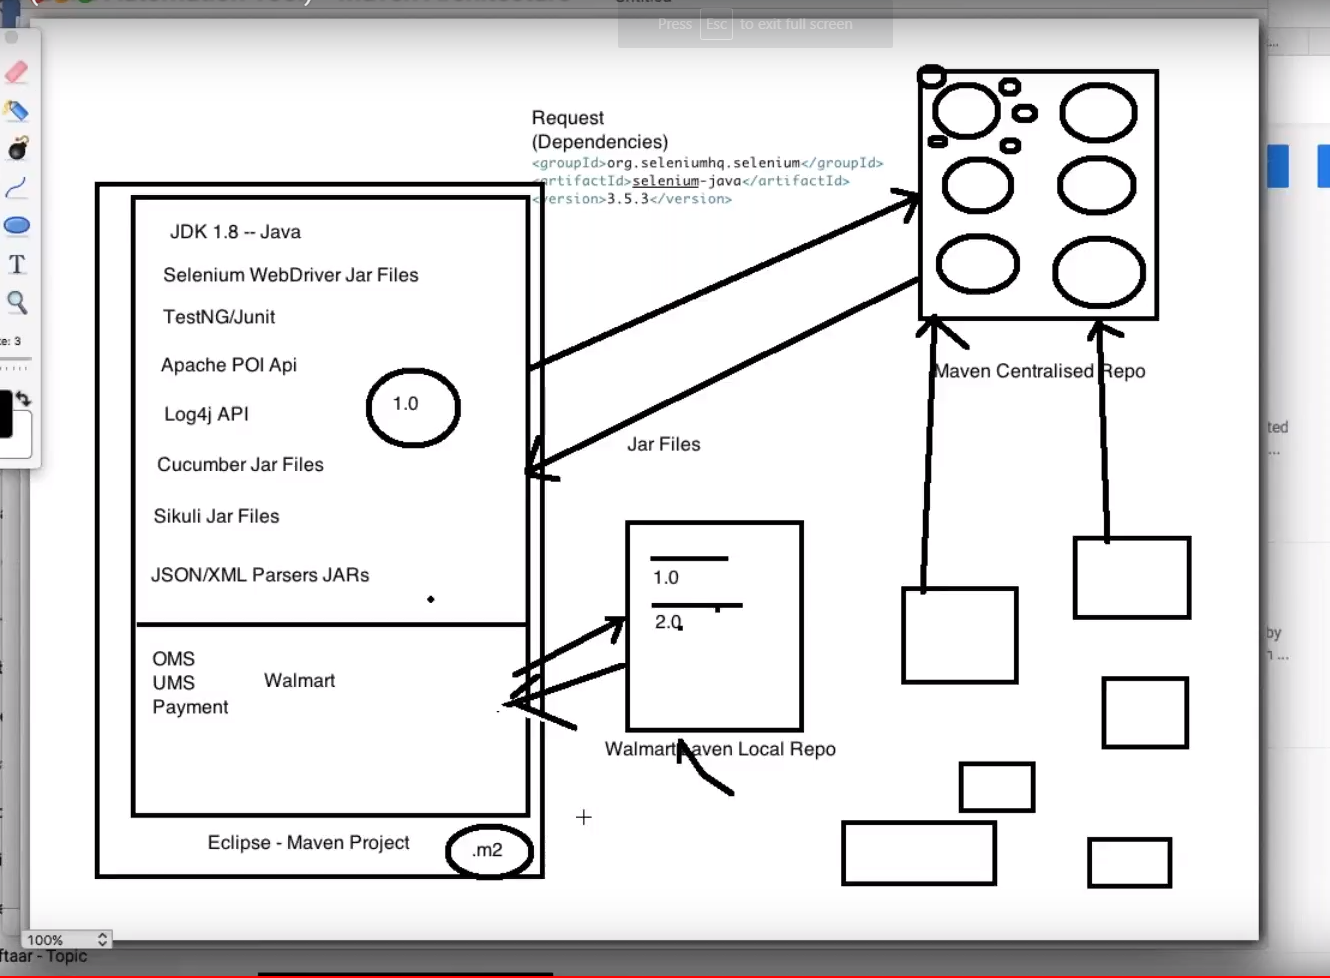 Untitled
Press Esc to exit full screen
Request
(Dependencies)
<groupId>org.seleniumhq.selenium</groupId>
<artifactId>selenium-java</artifactId>
<version>3.5.3</version>
JDK 1.8 -- Java
Selenium WebDriver Jar Files
TestNG/Junit
Apache POI Api
1.0
Log4j API
Cucumber Jar Files
Sikuli Jar Files
JSON/XML Parsers JARs
Maven Centralised Repo
Jar Files
1.0
2.0
OMS
UMS
Payment
Walmart
Walmart Maven Local Repo
Eclipse - Maven Project
.m2
T
e: 3
100%
ftaar - Topic
ted
...
by
n ...